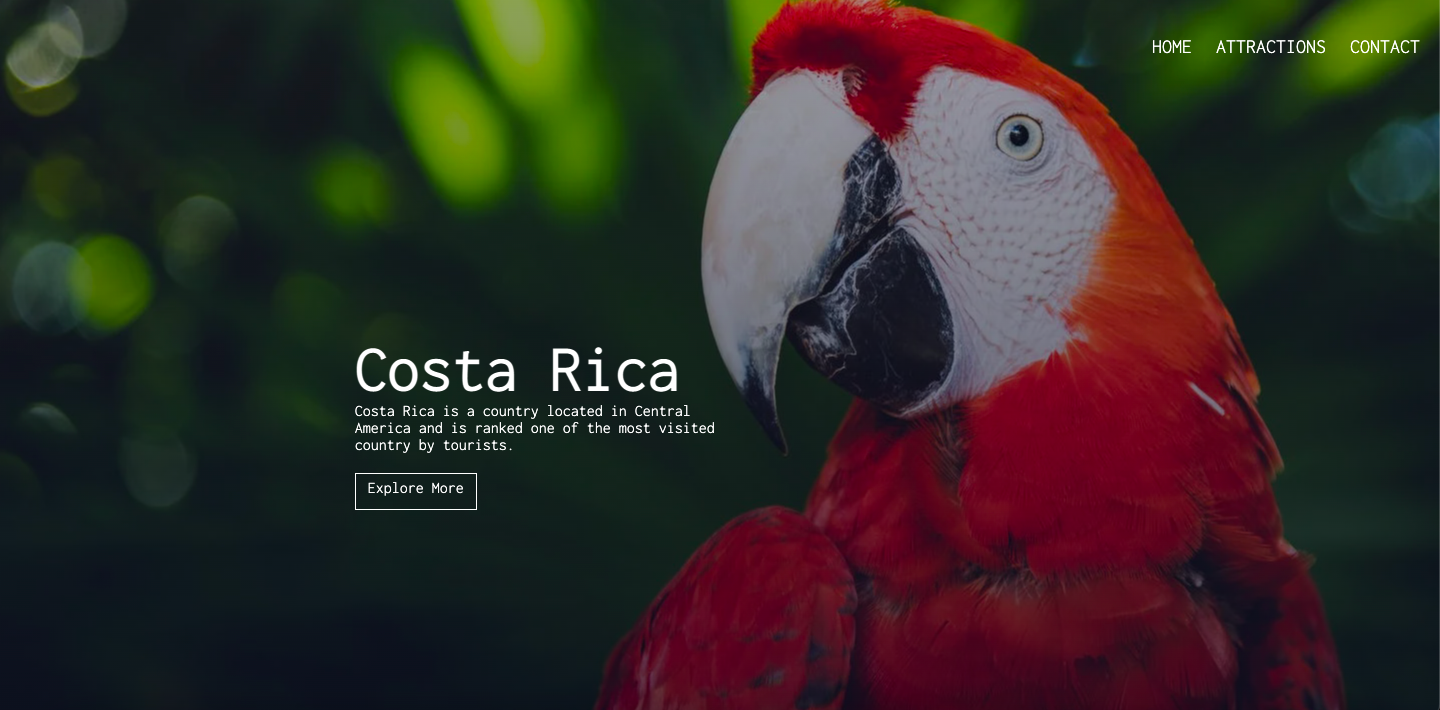 HOME ATTRACTIONS CONTACT
Costa Rica
Costa Rica is a country located in Central
America and is ranked one of the most visited
country by tourists.
Explore More